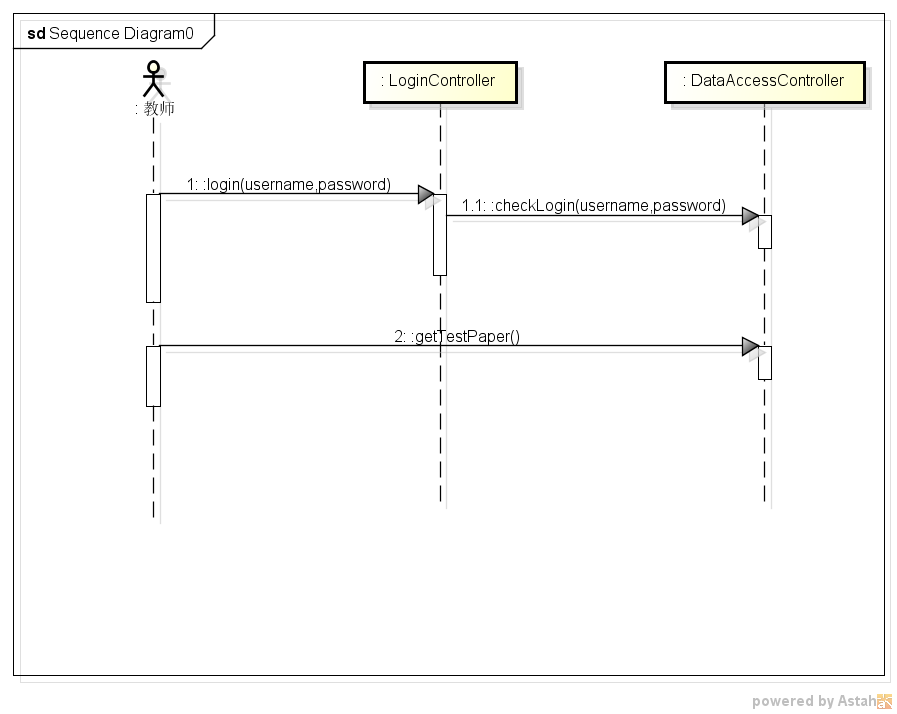 sd Sequence Diagram0
: 教师
: LoginController
: DataAccessController
1: :login(username,password)
1.1: :checkLogin(username,password)
2: :getTestPaper()
powered by Astah